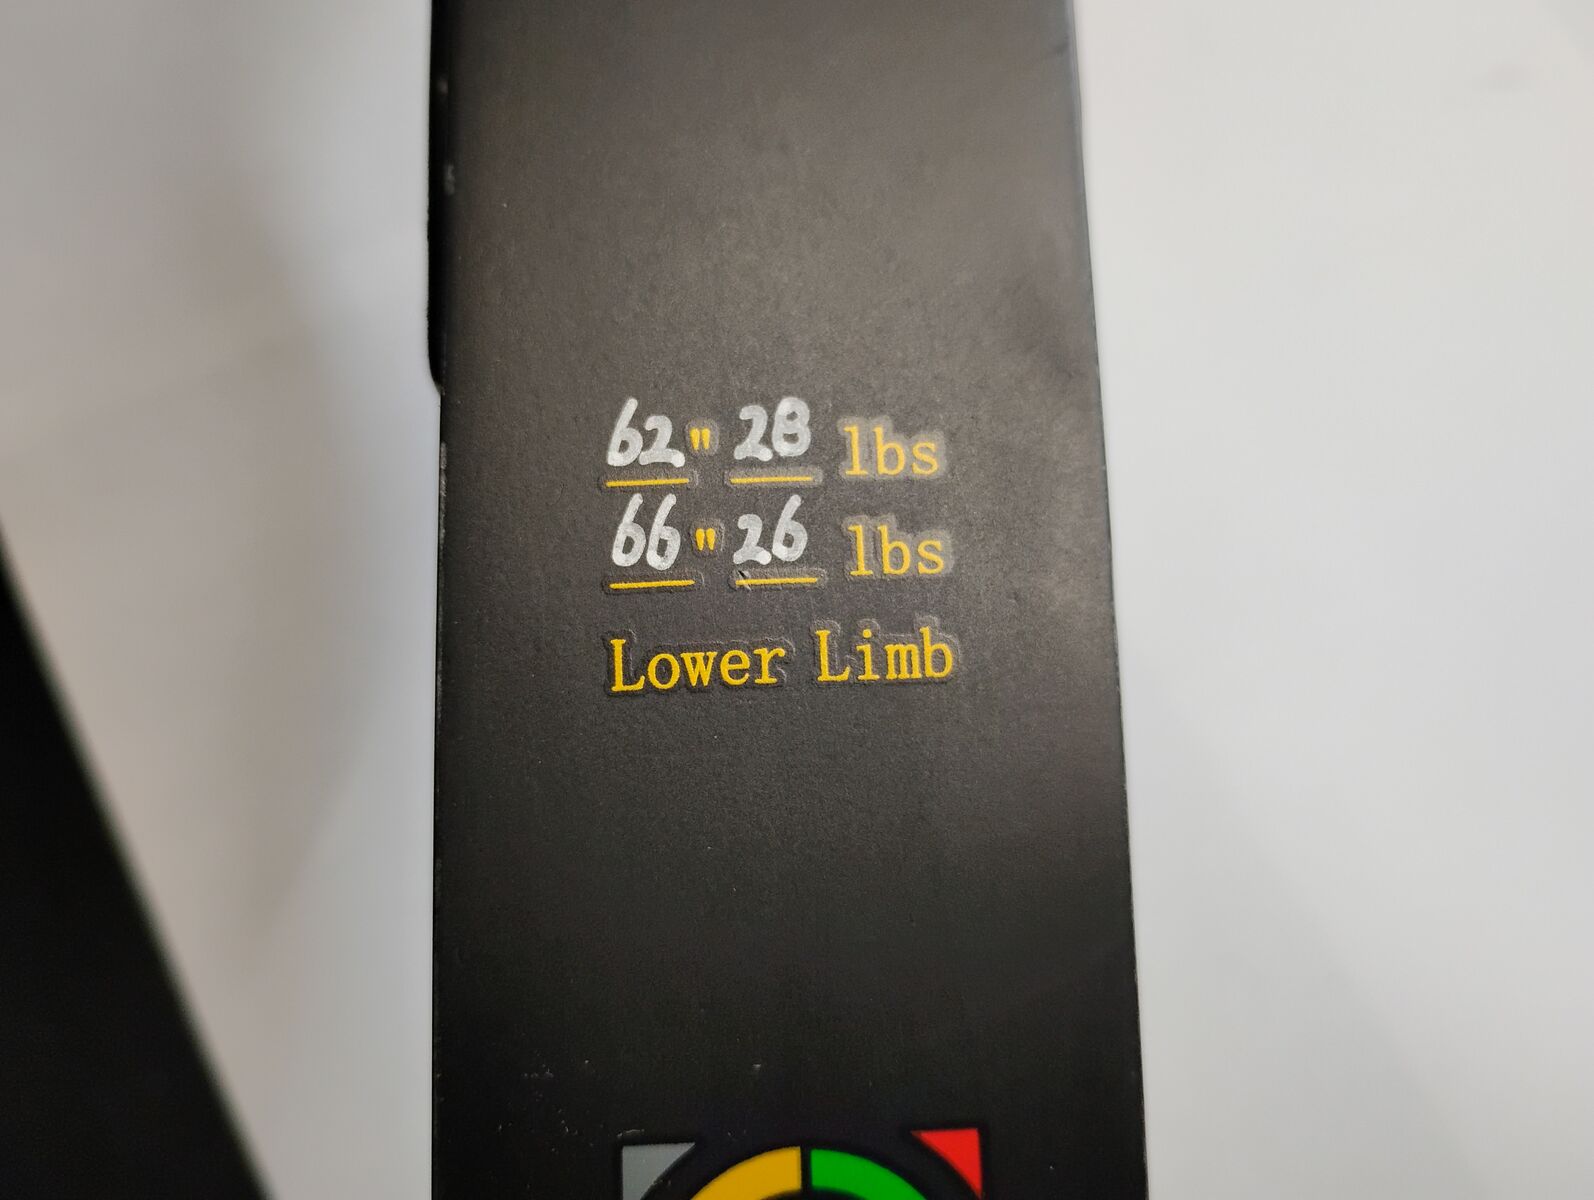 62" 28 lbs
66" 26 lbs
Lower Limb